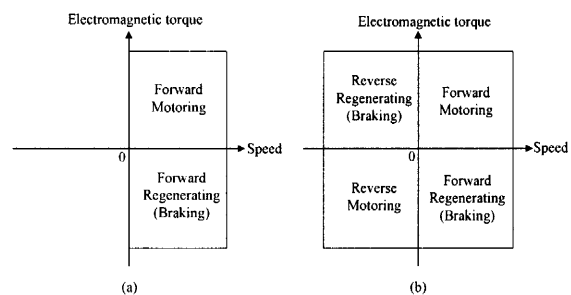 Electromagnetic torque
Forward
Motoring
0
Speed
Forward
Regenerating
(Braking)
(a)
Electromagnetic torque
Reverse
Regenerating
(Braking)
Forward
Motoring
0
Speed
Reverse
Motoring
Forward
Regenerating
(Braking)
(b)